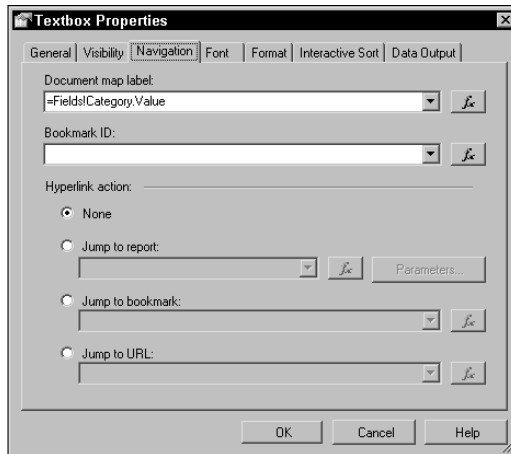 Textbox Properties
General Visibility Navigation Font Format Interactive Sort Data Output
Document map label:
=Fields!Category.Value
fx
Bookmark ID:
fx
Hyperlink action:
None
Jump to report:
fx Parameters...
Jump to bookmark:
fx
Jump to URL:
fx
OK Cancel Help